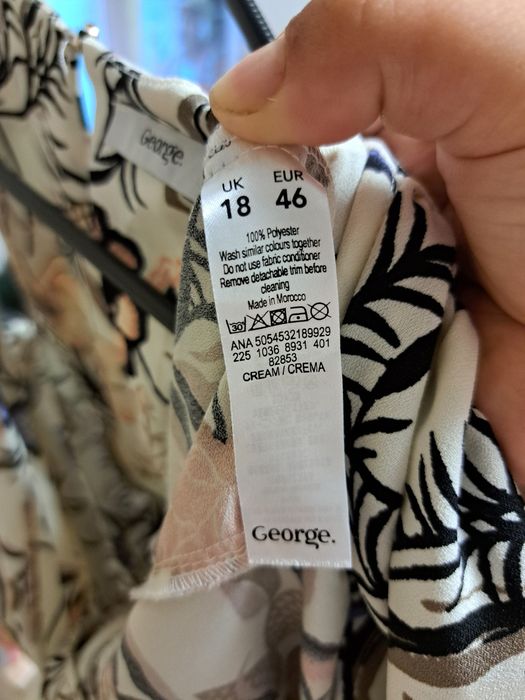 George.
UK EUR
18 46
100% Polyester
Wash similar colours together
Do not use fabric conditioner
Remove detachable trim before
cleaning
Made in Morocco
30°
ANA 5054532189929
225 1036 8931 401
82853
CREAM / CREMA
George.